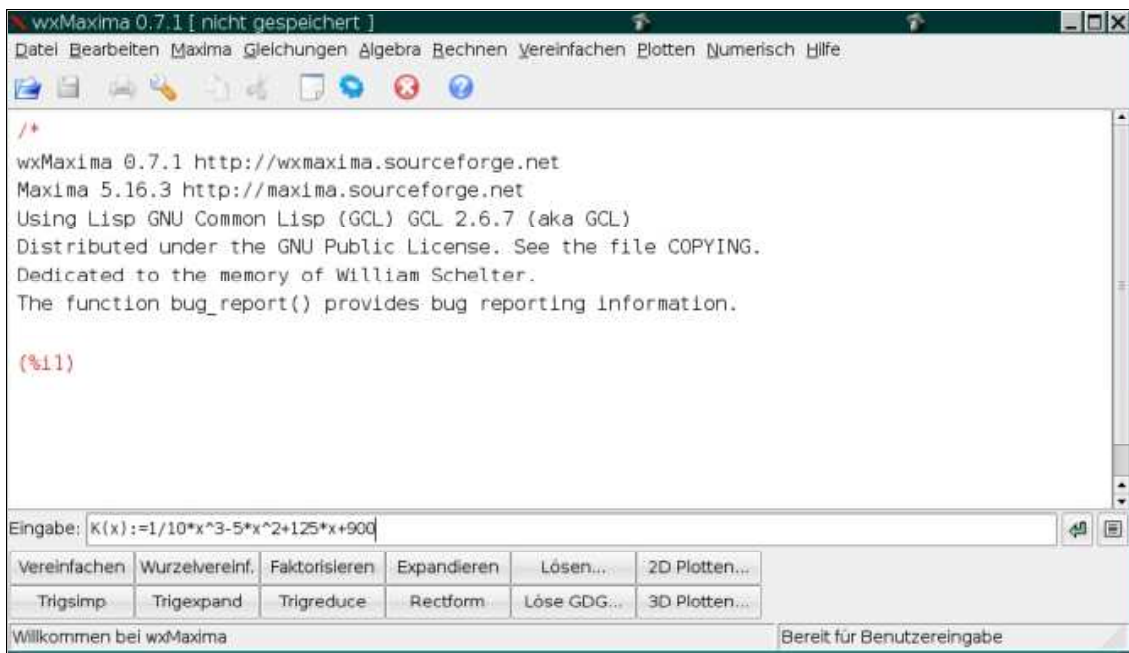 wxMaxima 0.7.1 [ nicht gespeichert ]
Datei Bearbeiten Maxima Gleichungen Algebra Rechnen Vereinfachen Plotten Numerisch Hilfe
/*
wxMaxima 0.7.1 http://wxmaxima.sourceforge.net
Maxima 5.16.3 http://maxima.sourceforge.net
Using Lisp GNU Common Lisp (GCL) GCL 2.6.7 (aka GCL)
Distributed under the GNU Public License. See the file COPYING.
Dedicated to the memory of William Schelter.
The function bug_report() provides bug reporting information.
(%i1)
Eingabe: K(x):=1/10*x^3-5*x^2+125*x+900
Vereinfachen Wurzelvereinf. Faktorisieren Expandieren Lösen... 2D Plotten...
Trigsimp Trigexpand Trigreduce Rectform Löse GDG... 3D Plotten...
Willkommen bei wxMaxima Bereit für Benutzereingabe